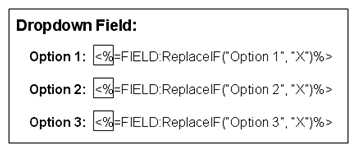 Dropdown Field:
Option 1: <%=FIELD:ReplaceIF("Option 1", "X")%>
Option 2: <%=FIELD:ReplaceIF("Option 2", "X")%>
Option 3: <%=FIELD:ReplaceIF("Option 3", "X")%>